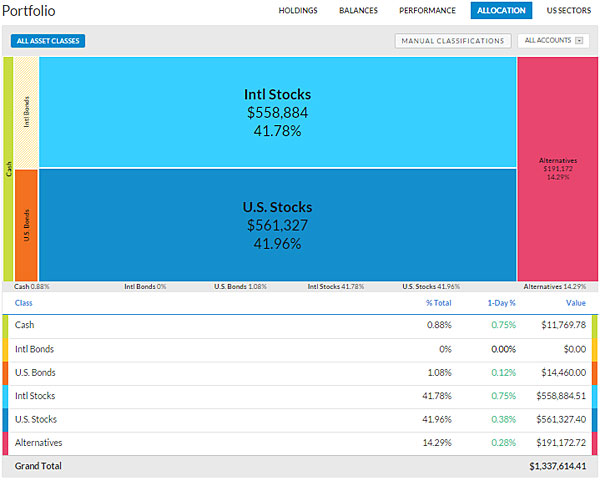 Portfolio
HOLDINGS BALANCES PERFORMANCE ALLOCATION US SECTORS
ALL ASSET CLASSES MANUAL CLASSIFICATIONS ALL ACCOUNTS
Cash
Intl Bonds
U.S. Bonds
Intl Stocks
$558,884
41.78%
U.S. Stocks
$561,327
41.96%
Alternatives
$191,172
14.29%
Cash 0.88% Intl Bonds 0% U.S. Bonds 1.08% Intl Stocks 41.78% U.S. Stocks 41.96% Alternatives 14.29%
Class % Total 1-Day % Value
Cash 0.88% 0.75% $11,769.78
Intl Bonds 0% 0.00% $0.00
U.S. Bonds 1.08% 0.12% $14,460.00
Intl Stocks 41.78% 0.75% $558,884.51
U.S. Stocks 41.96% 0.38% $561,327.40
Alternatives 14.29% 0.28% $191,172.72
Grand Total $1,337,614.41